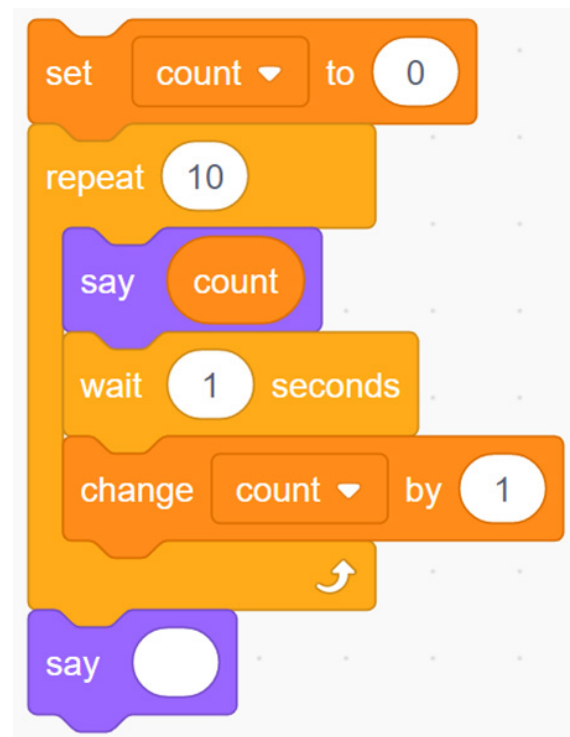 set count to 0
repeat 10
say count
wait 1 seconds
change count by 1
say